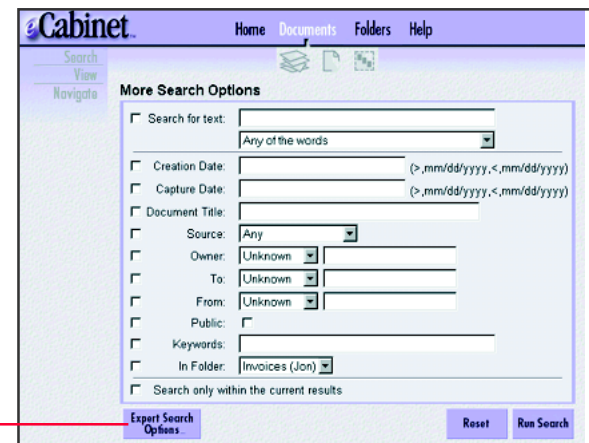 eCabinet
Home Documents Folders Help
Search
View
Navigate
More Search Options
Search for text:
Any of the words
Creation Date: (>,mm/dd/yyyy,<,mm/dd/yyyy)
Capture Date: (>,mm/dd/yyyy,<,mm/dd/yyyy)
Document Title:
Source: Any
Owner: Unknown
To: Unknown
From: Unknown
Public:
Keywords:
In Folder: Invoices (Jon)
Search only within the current results
Expert Search
Options... Reset Run Search